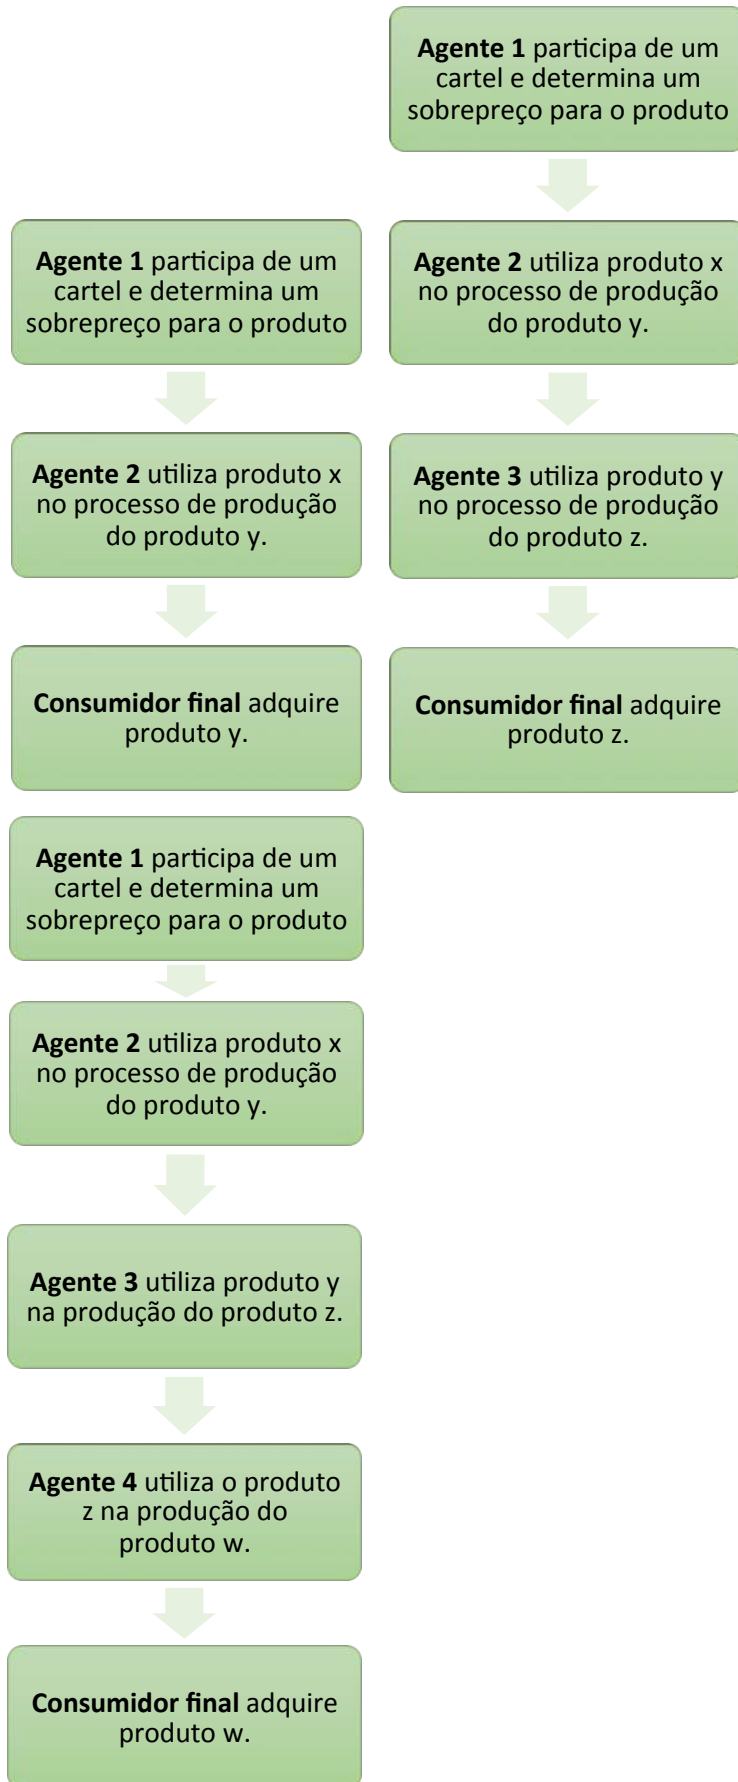 Agente 1 participa de um
cartel e determina um
sobrepreço para o produto
Agente 2 utiliza produto x
no processo de produção
do produto y.
Consumidor final adquire
produto y.
Agente 1 participa de um
cartel e determina um
sobrepreço para o produto
Agente 2 utiliza produto x
no processo de produção
do produto y.
Agente 3 utiliza produto y
no processo de produção
do produto z.
Consumidor final adquire
produto z.
Agente 1 participa de um
cartel e determina um
sobrepreço para o produto
Agente 2 utiliza produto x
no processo de produção
do produto y.
Agente 3 utiliza produto y
na produção do produto z.
Agente 4 utiliza o produto
z na produção do
produto w.
Consumidor final adquire
produto w.